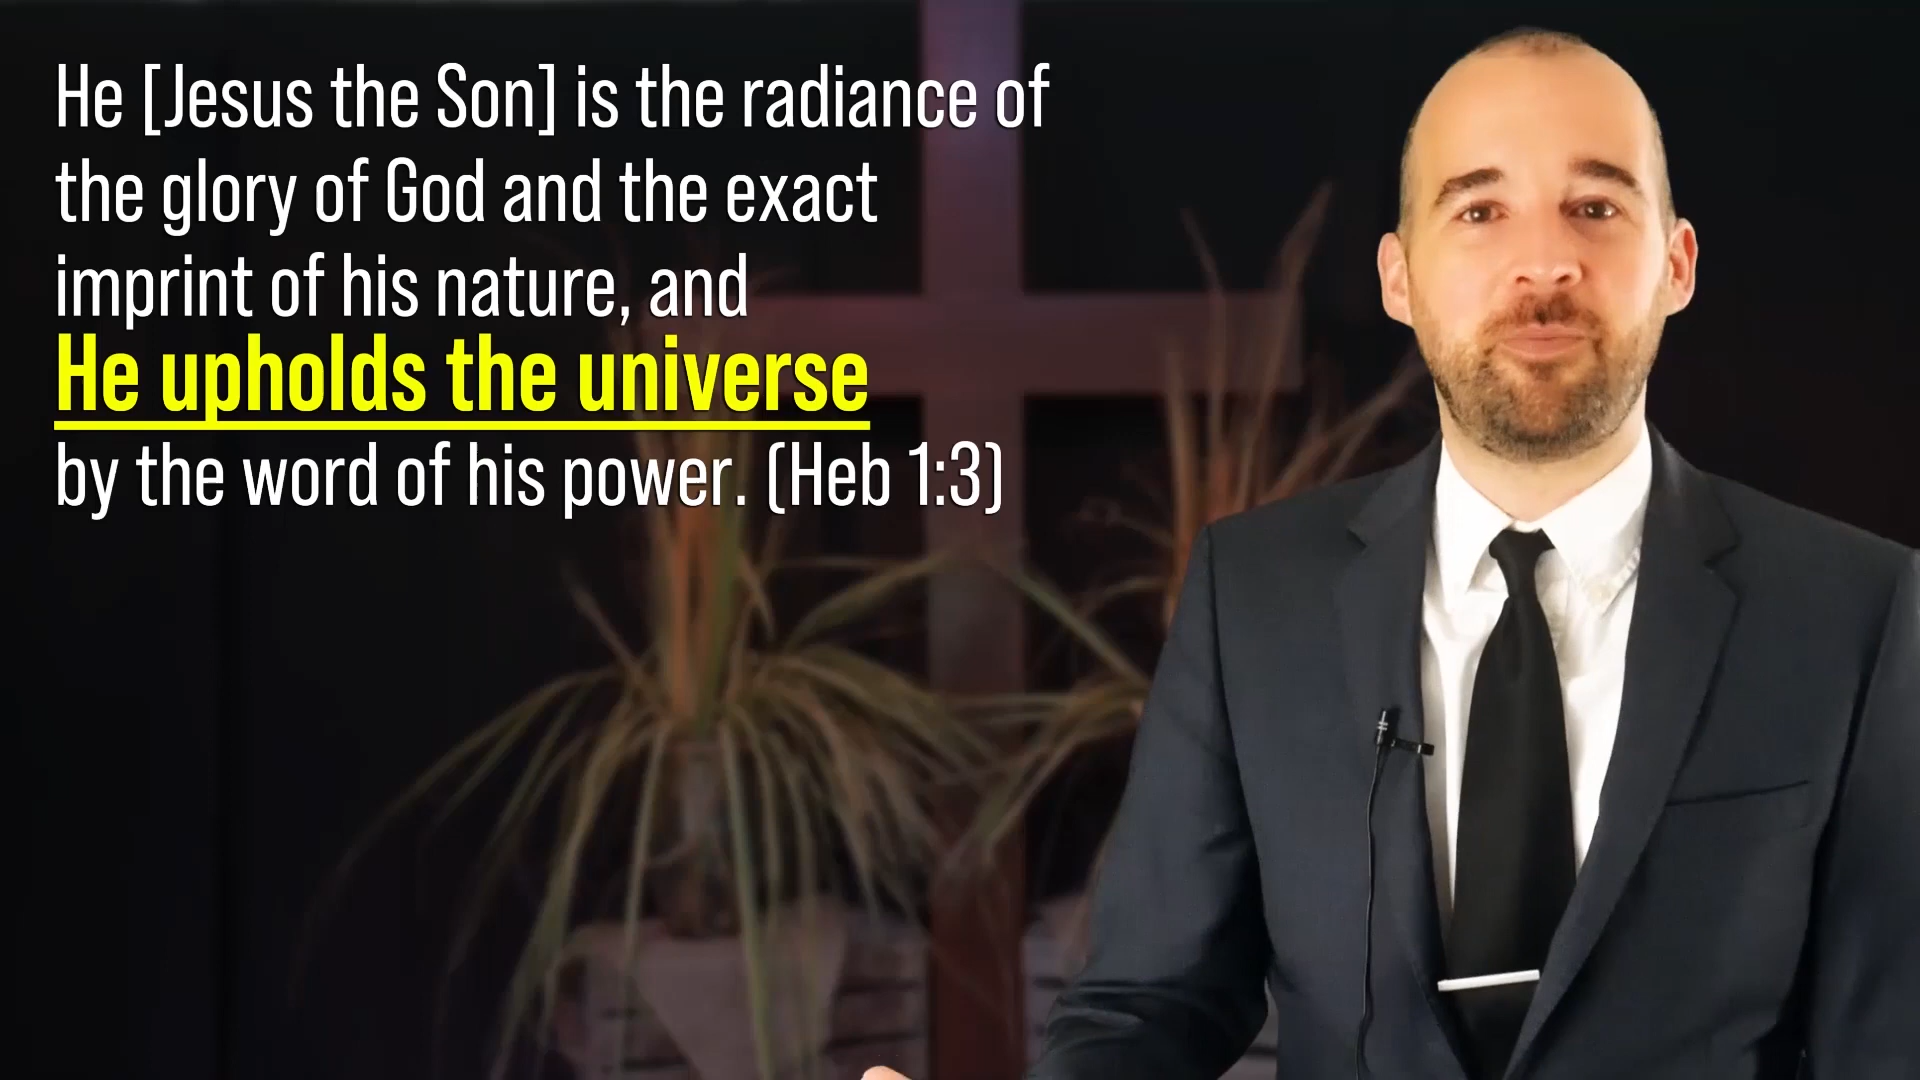 He [Jesus the Son] is the radiance of
the glory of God and the exact
imprint of his nature, and
He upholds the universe
by the word of his power. (Heb 1:3)